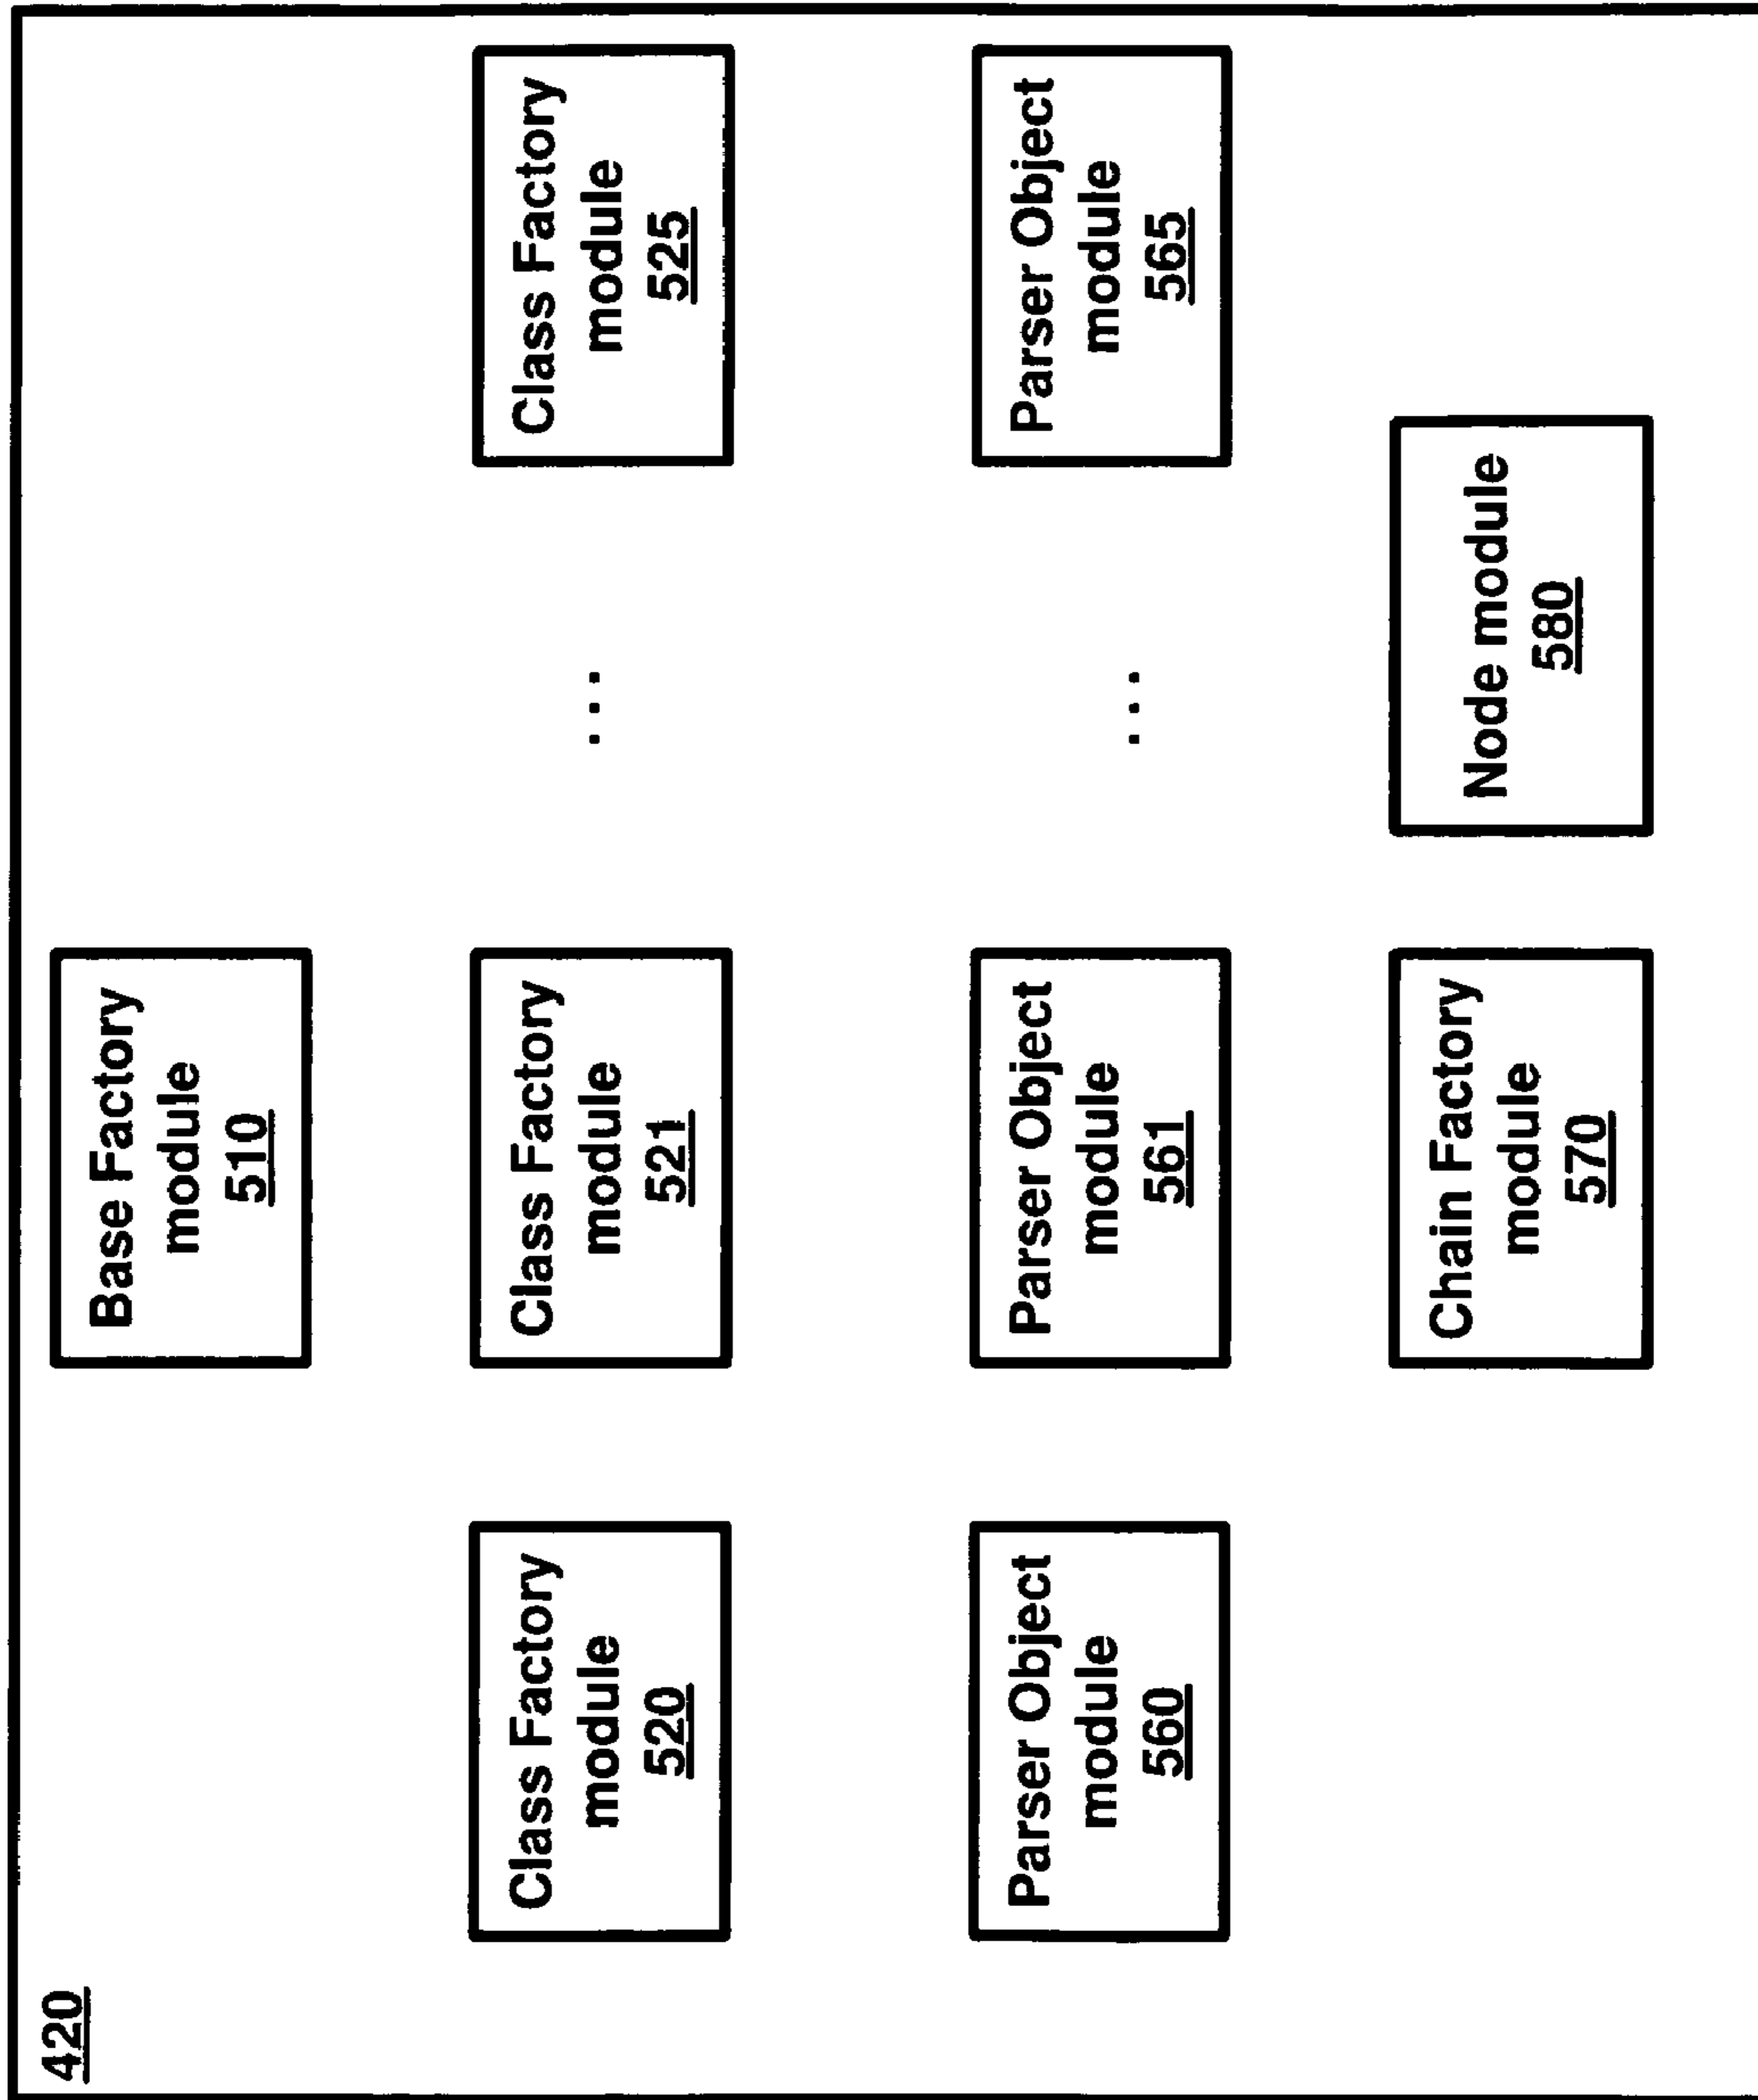 420
Base Factory
module
510
Class Factory
module
520
Class Factory
module
521
...
Class Factory
module
525
Parser Object
module
560
Parser Object
module
561
...
Parser Object
module
565
Chain Factory
module
570
Node module
580